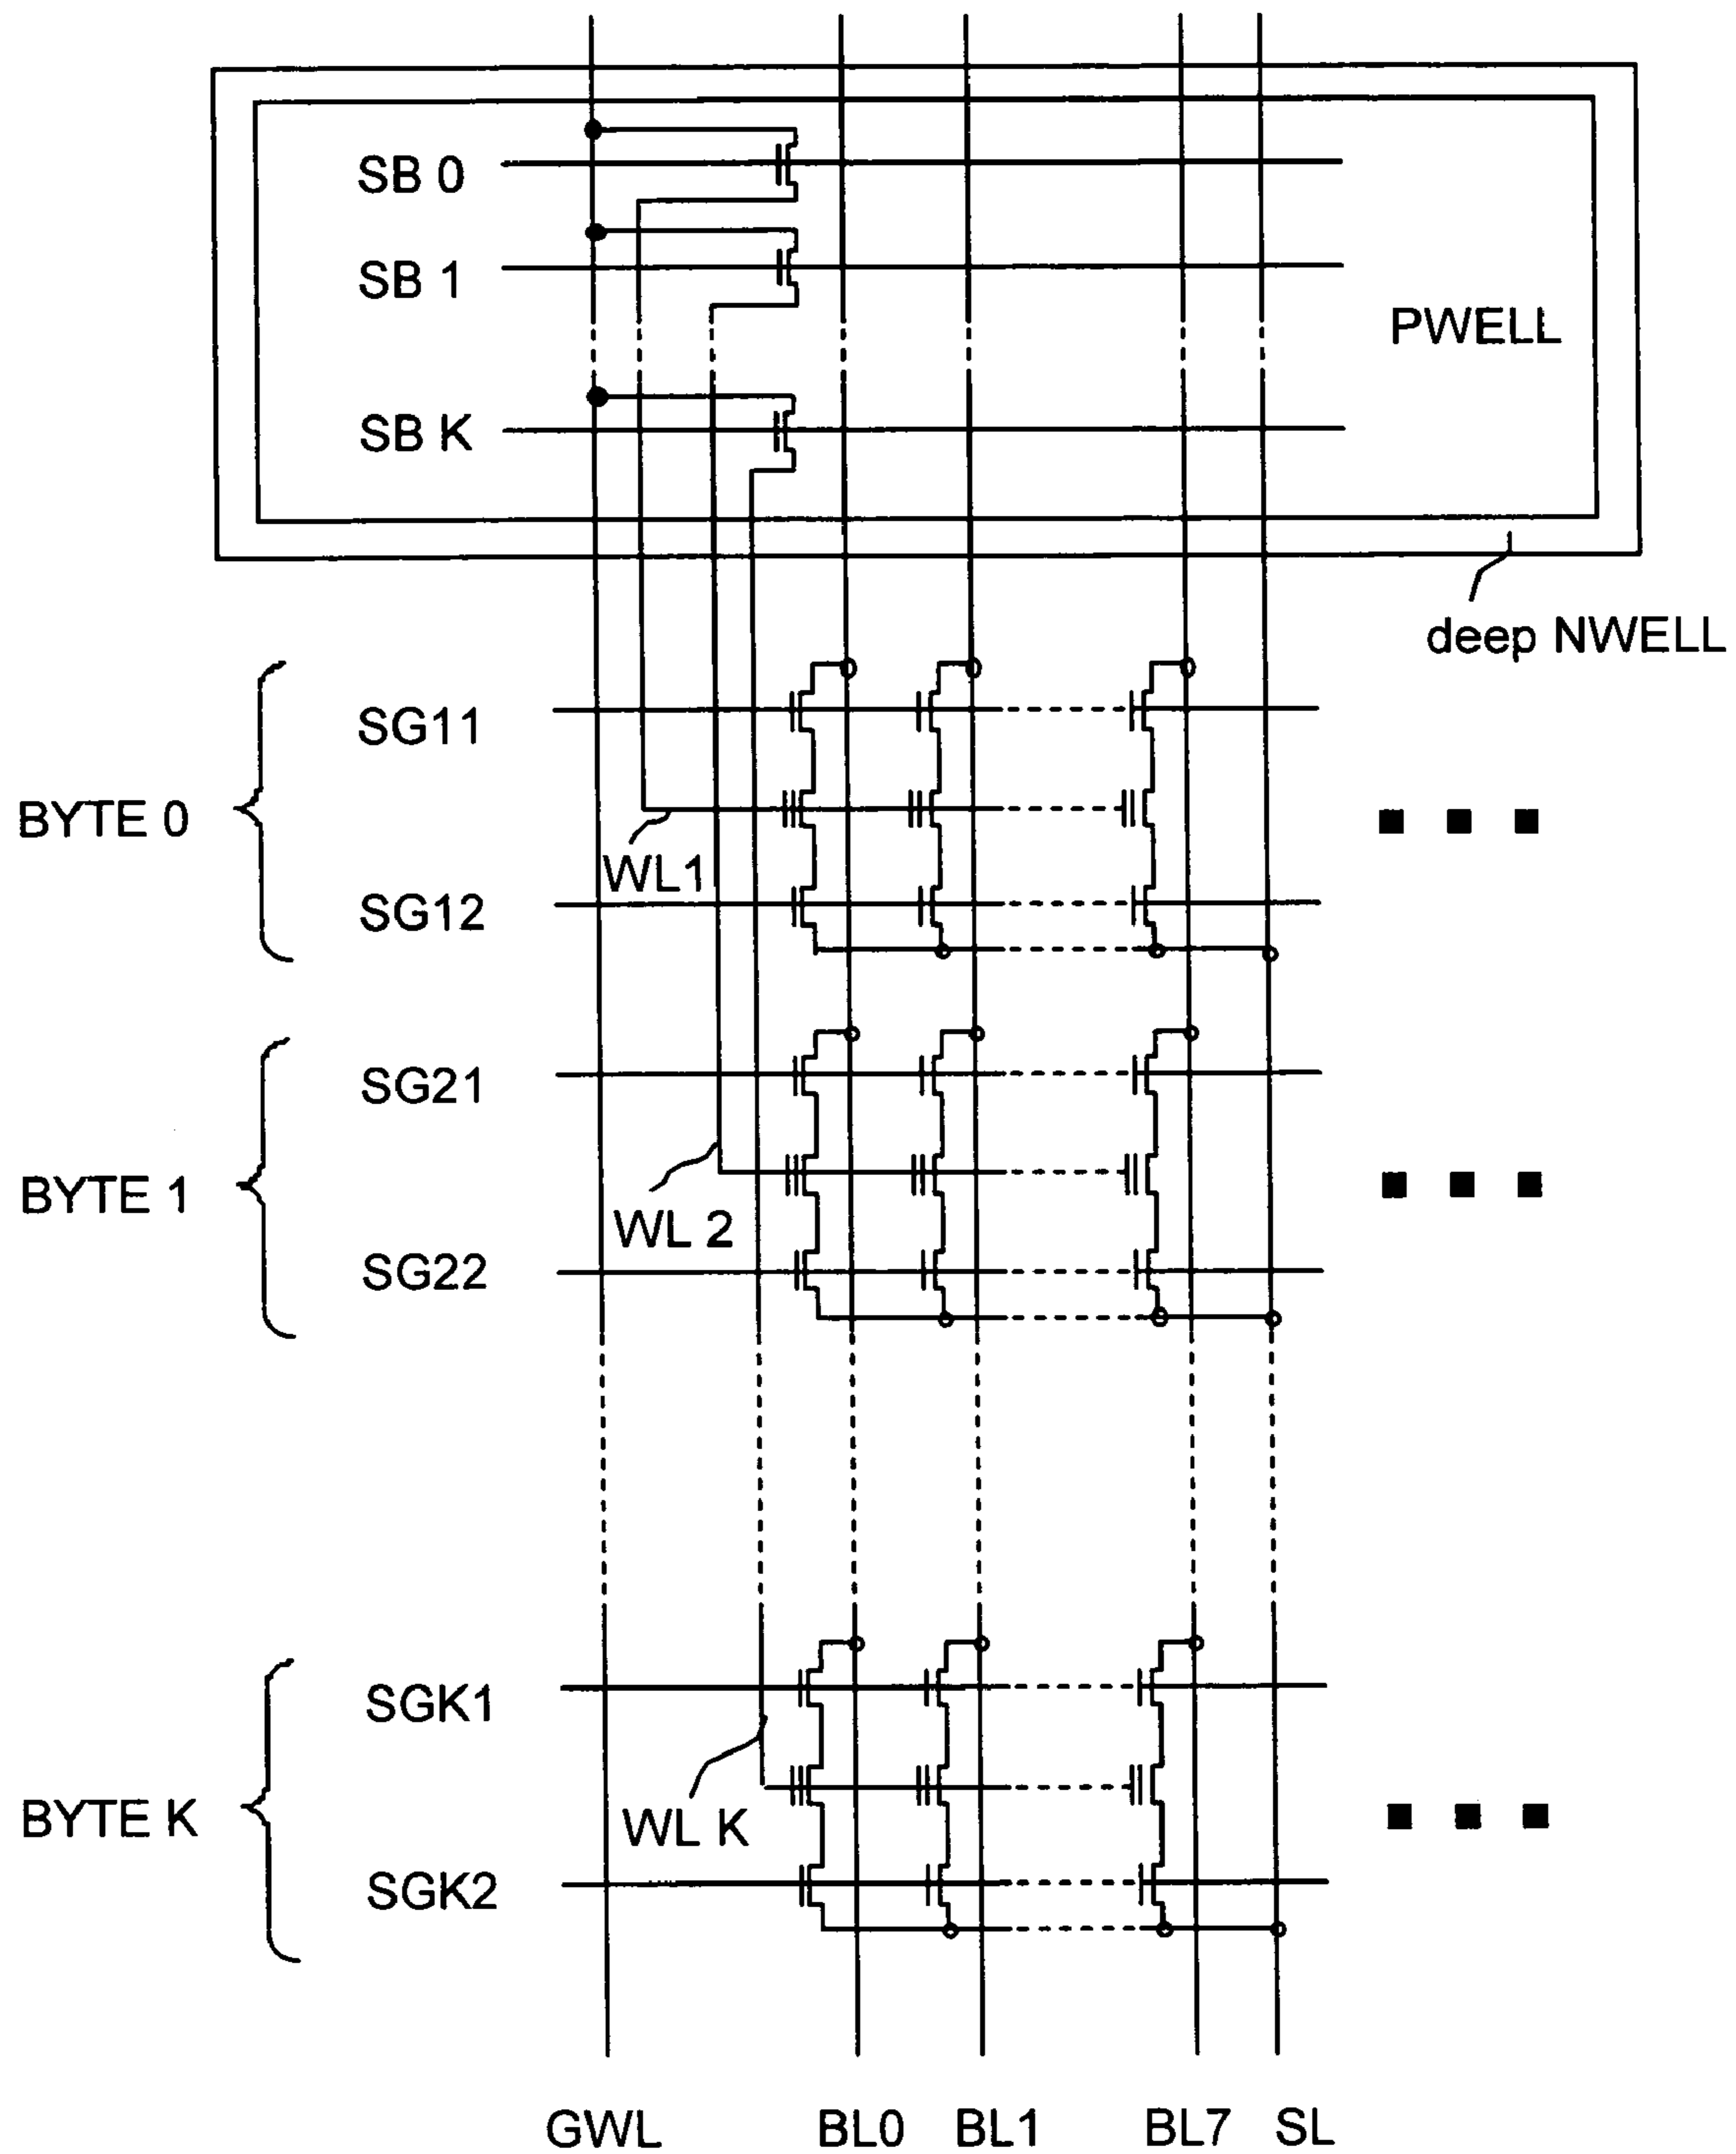 SB 0
SB 1
PWELL
SB K
deep NWELL
SG11
BYTE 0
WL1
SG12
SG21
BYTE 1
WL 2
SG22
SGK1
BYTE K
WL K
SGK2
GWL BL0 BL1 BL7 SL